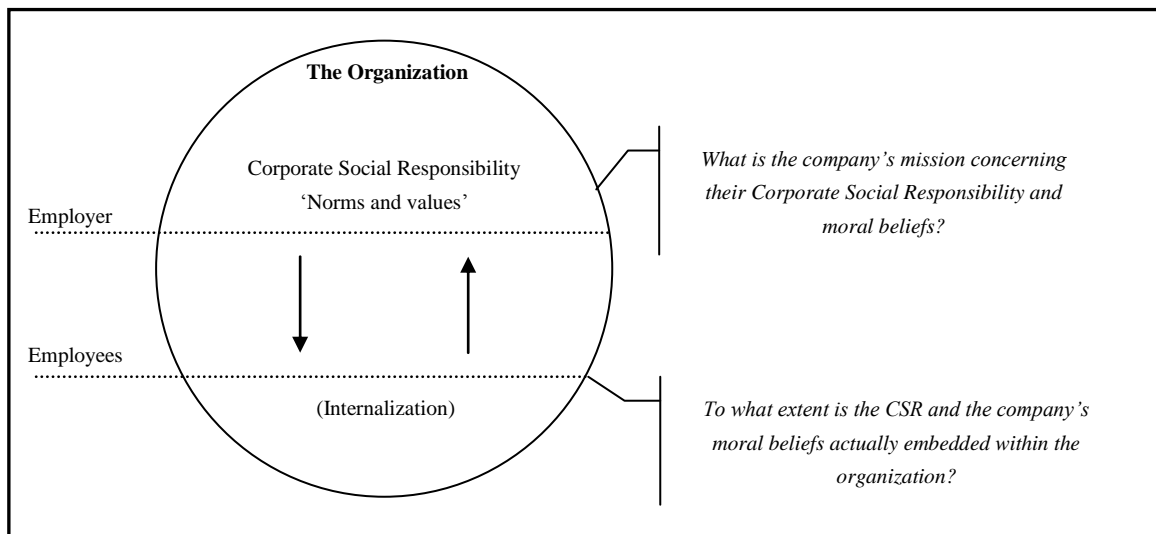 The Organization
Corporate Social Responsibility
‘Norms and values’
Employer
Employees
(Internalization)
What is the company’s mission concerning
their Corporate Social Responsibility and
moral beliefs?
To what extent is the CSR and the company’s
moral beliefs actually embedded within the
organization?